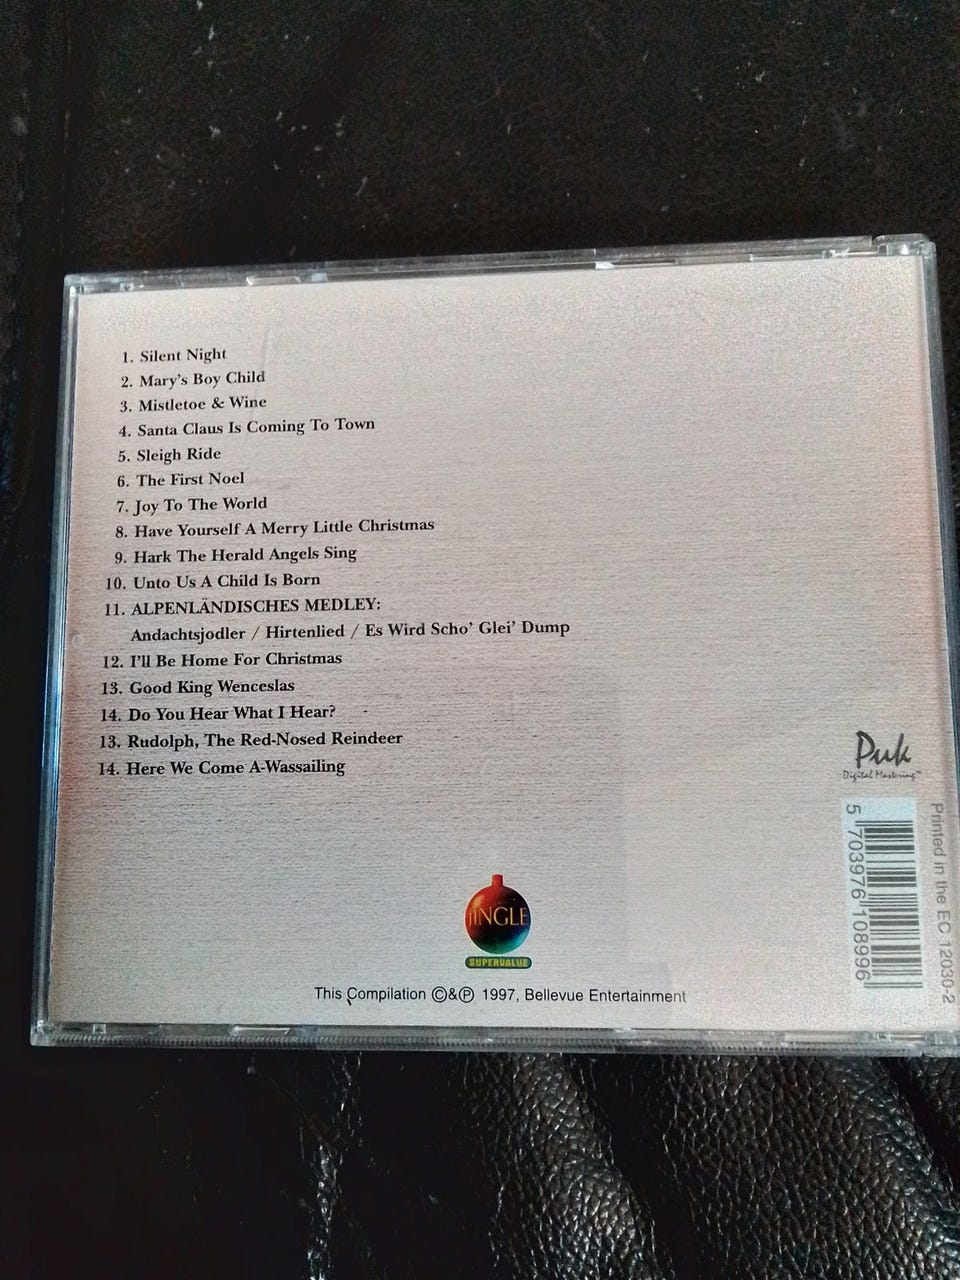 1. Silent Night
2. Mary's Boy Child
3. Mistletoe & Wine
4. Santa Claus Is Coming To Town
5. Sleigh Ride
6. The First Noel
7. Joy To The World
8. Have Yourself A Merry Little Christmas
9. Hark The Herald Angels Sing
10. Unto Us A Child Is Born
11. ALPENLÄNDISCHES MEDLEY:
Andachtsjodler / Hirtenlied / Es Wird Scho' Glei' Dump
12. I'll Be Home For Christmas
13. Good King Wenceslas
14. Do You Hear What I Hear?
13. Rudolph, The Red-Nosed Reindeer
14. Here We Come A-Wassailing
Puk
Digital Mastering™
5 703976 108996
Printed in the EC 12030-2
JINGLE
SUPERVALUE
This Compilation ©&℗ 1997, Bellevue Entertainment